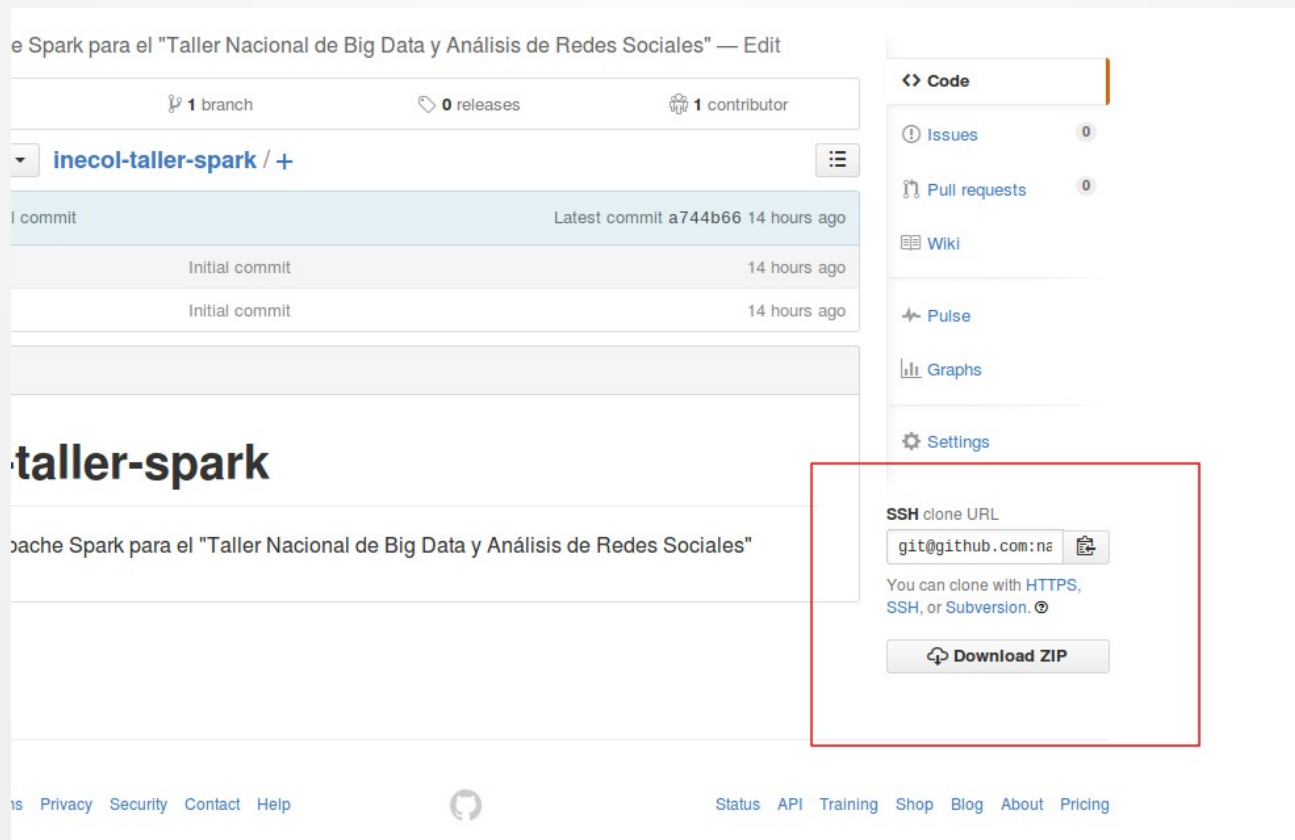 e Spark para el "Taller Nacional de Big Data y Análisis de Redes Sociales" — Edit
1 branch
0 releases
1 contributor
inecol-taller-spark / +
l commit
Latest commit a744b66 14 hours ago
Initial commit
14 hours ago
Initial commit
14 hours ago
-taller-spark
pache Spark para el "Taller Nacional de Big Data y Análisis de Redes Sociales"
<> Code
Issues 0
Pull requests 0
Wiki
Pulse
Graphs
Settings
SSH clone URL
git@github.com:na
You can clone with HTTPS,
SSH, or Subversion.
Download ZIP
ns Privacy Security Contact Help
Status API Training Shop Blog About Pricing